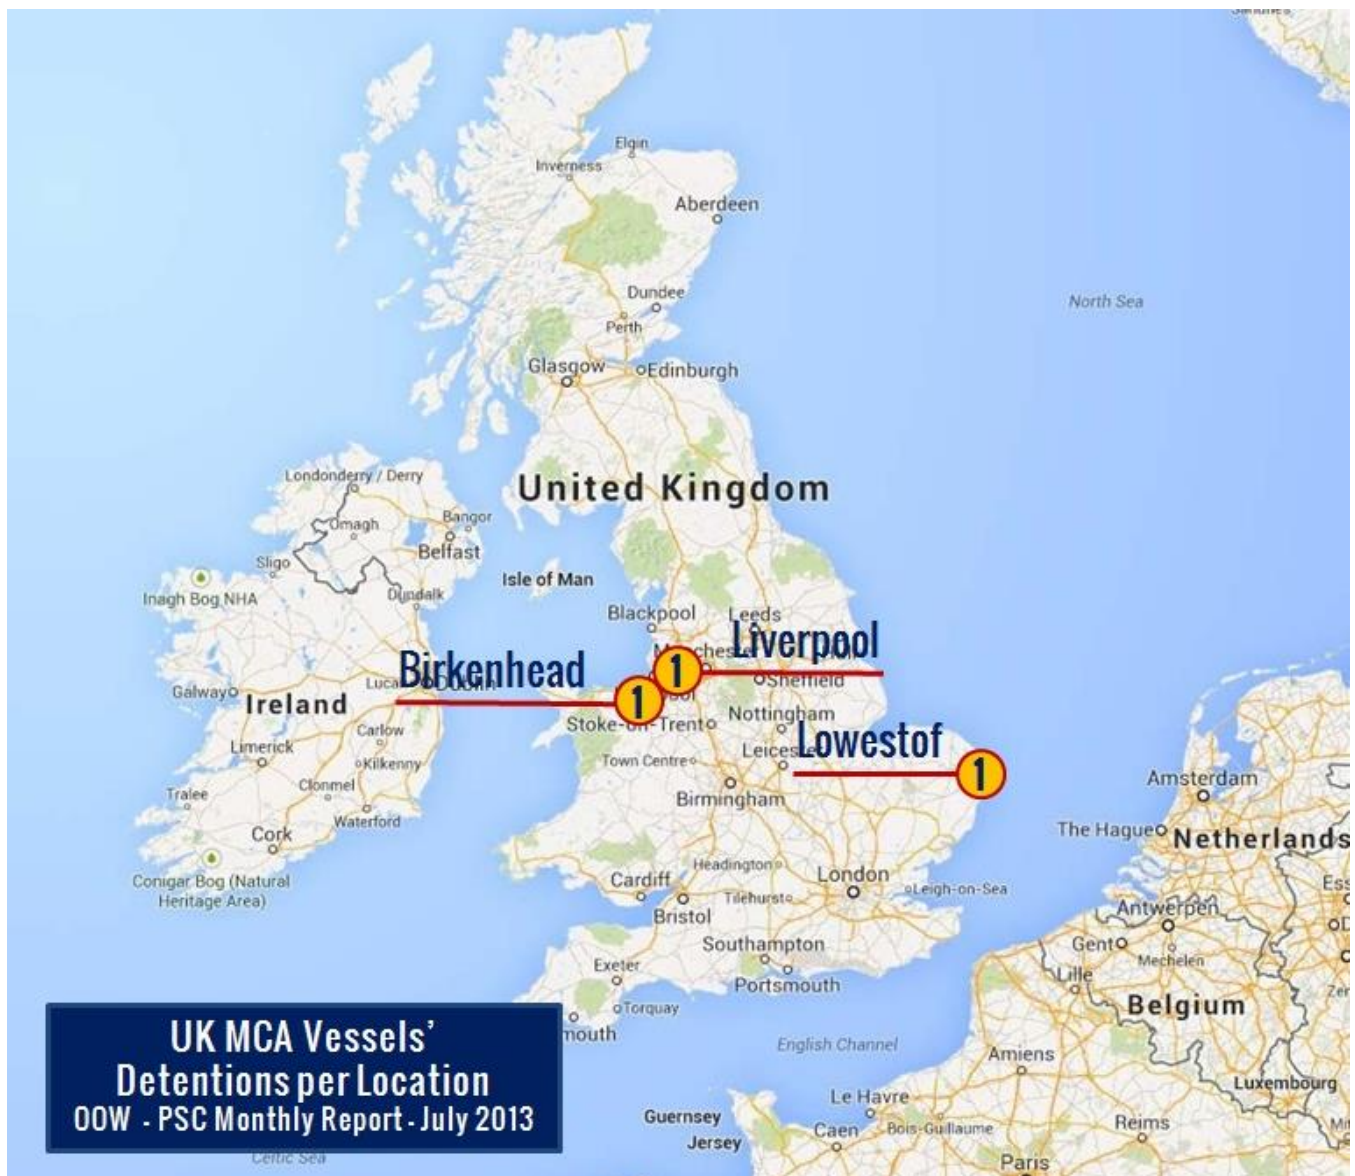 Elgin
Inverness
Aberdeen
Dundee
Perth
North Sea
Glasgow
Edinburgh
United Kingdom
Londonderry / Derry
Omagh
Bangor
Belfast
Sligo
Isle of Man
Inagh Bog NHA
Dundalk
Blackpool
Leeds
Liverpool
Birkenhead
1
1
Sheffield
Galway
Ireland
Stoke-on-Trent
Nottingham
Carlow
Limerick
Kilkenny
Town Centre
Leicester
Lowestof
1
Clonmel
Tralee
Waterford
Birmingham
Amsterdam
Cork
The Hague
Netherlands
Conigar Bog (Natural
Heritage Area)
Headington
Cardiff
Tilehurst
London
Leigh-on-Sea
Bristol
Antwerpen
Southampton
Gent
Mechelen
Exeter
Portsmouth
Lille
Torquay
Belgium
mouth
English Channel
Amiens
Luxembourg
Le Havre
Guernsey
Bois-Guillaume
Reims
Jersey
Caen
Paris
UK MCA Vessels'
Detentions per Location
OOW - PSC Monthly Report - July 2013
Celtic Sea